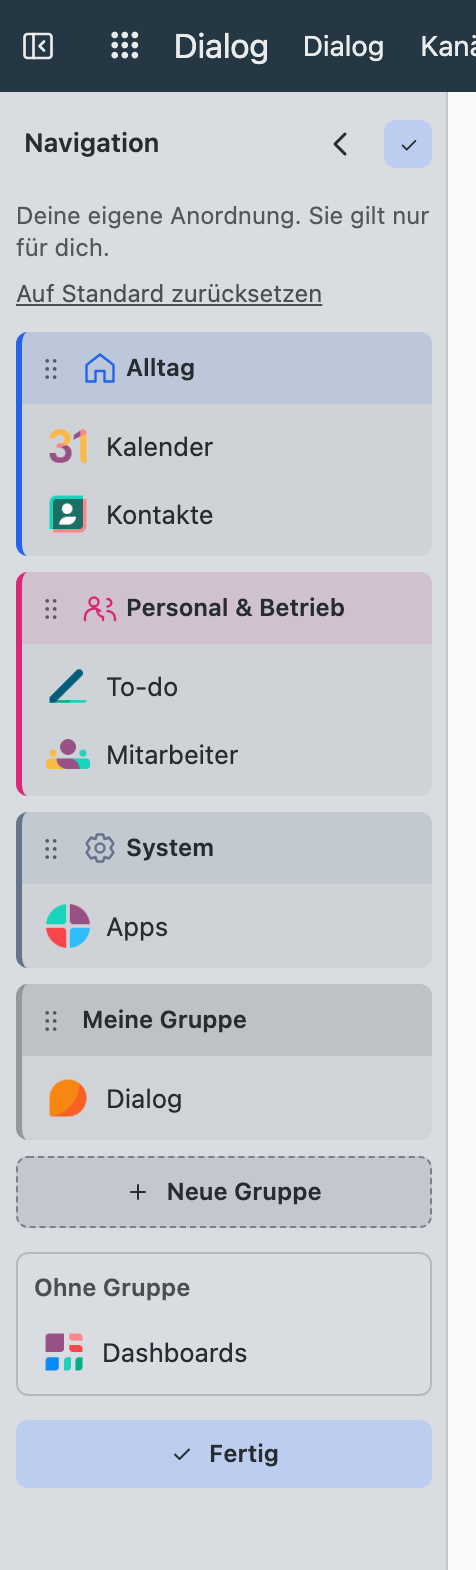 Dialog
Dialog
Navigation
Deine eigene Anordnung. Sie gilt nur
für dich.
Auf Standard zurücksetzen
Alltag
31 Kalender
Kontakte
Personal & Betrieb
To-do
Mitarbeiter
System
Apps
Meine Gruppe
Dialog
+ Neue Gruppe
Ohne Gruppe
Dashboards
Fertig